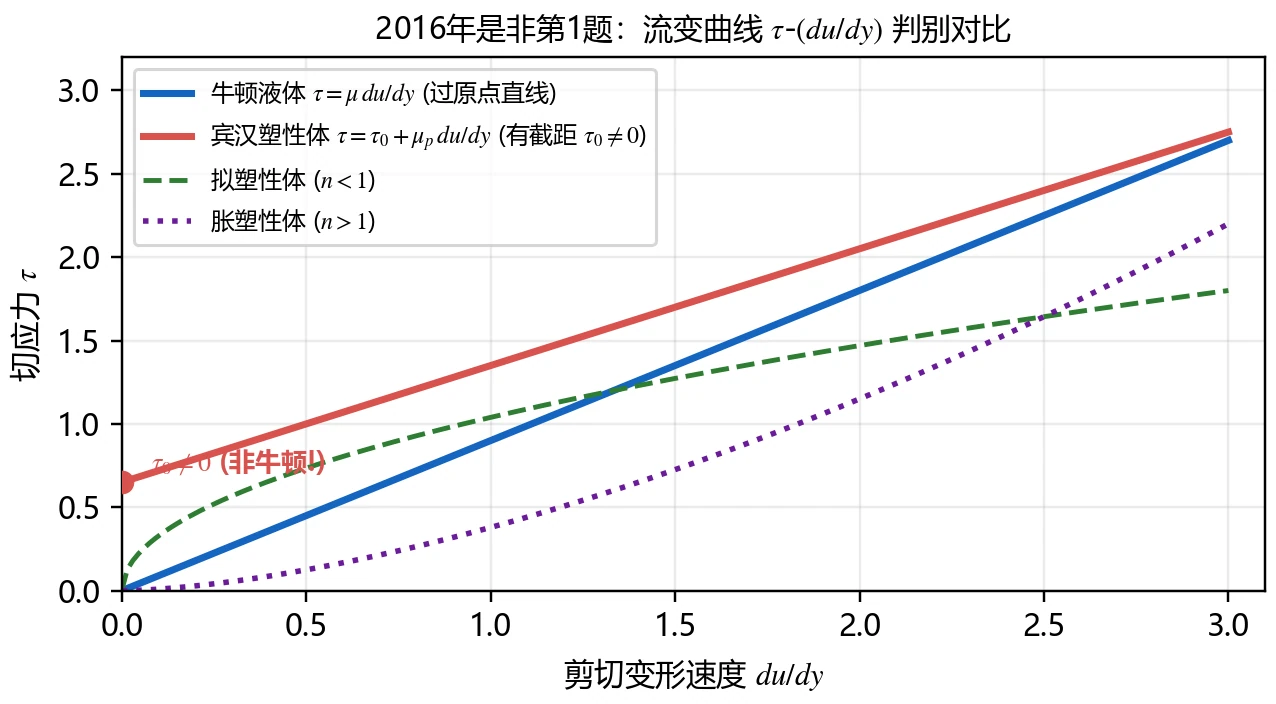 2016年是非第1题：流变曲线 τ-(du/dy) 判别对比
牛顿液体 τ=μ du/dy (过原点直线)
宾汉塑性体 τ=τ₀+μₚ du/dy (有截距 τ₀≠0)
拟塑性体 (n<1)
胀塑性体 (n>1)
切应力 τ
3.0
2.5
2.0
1.5
1.0
0.5
0.0
τ₀≠0 (非牛顿!)
0.0 0.5 1.0 1.5 2.0 2.5 3.0
剪切变形速度 du/dy